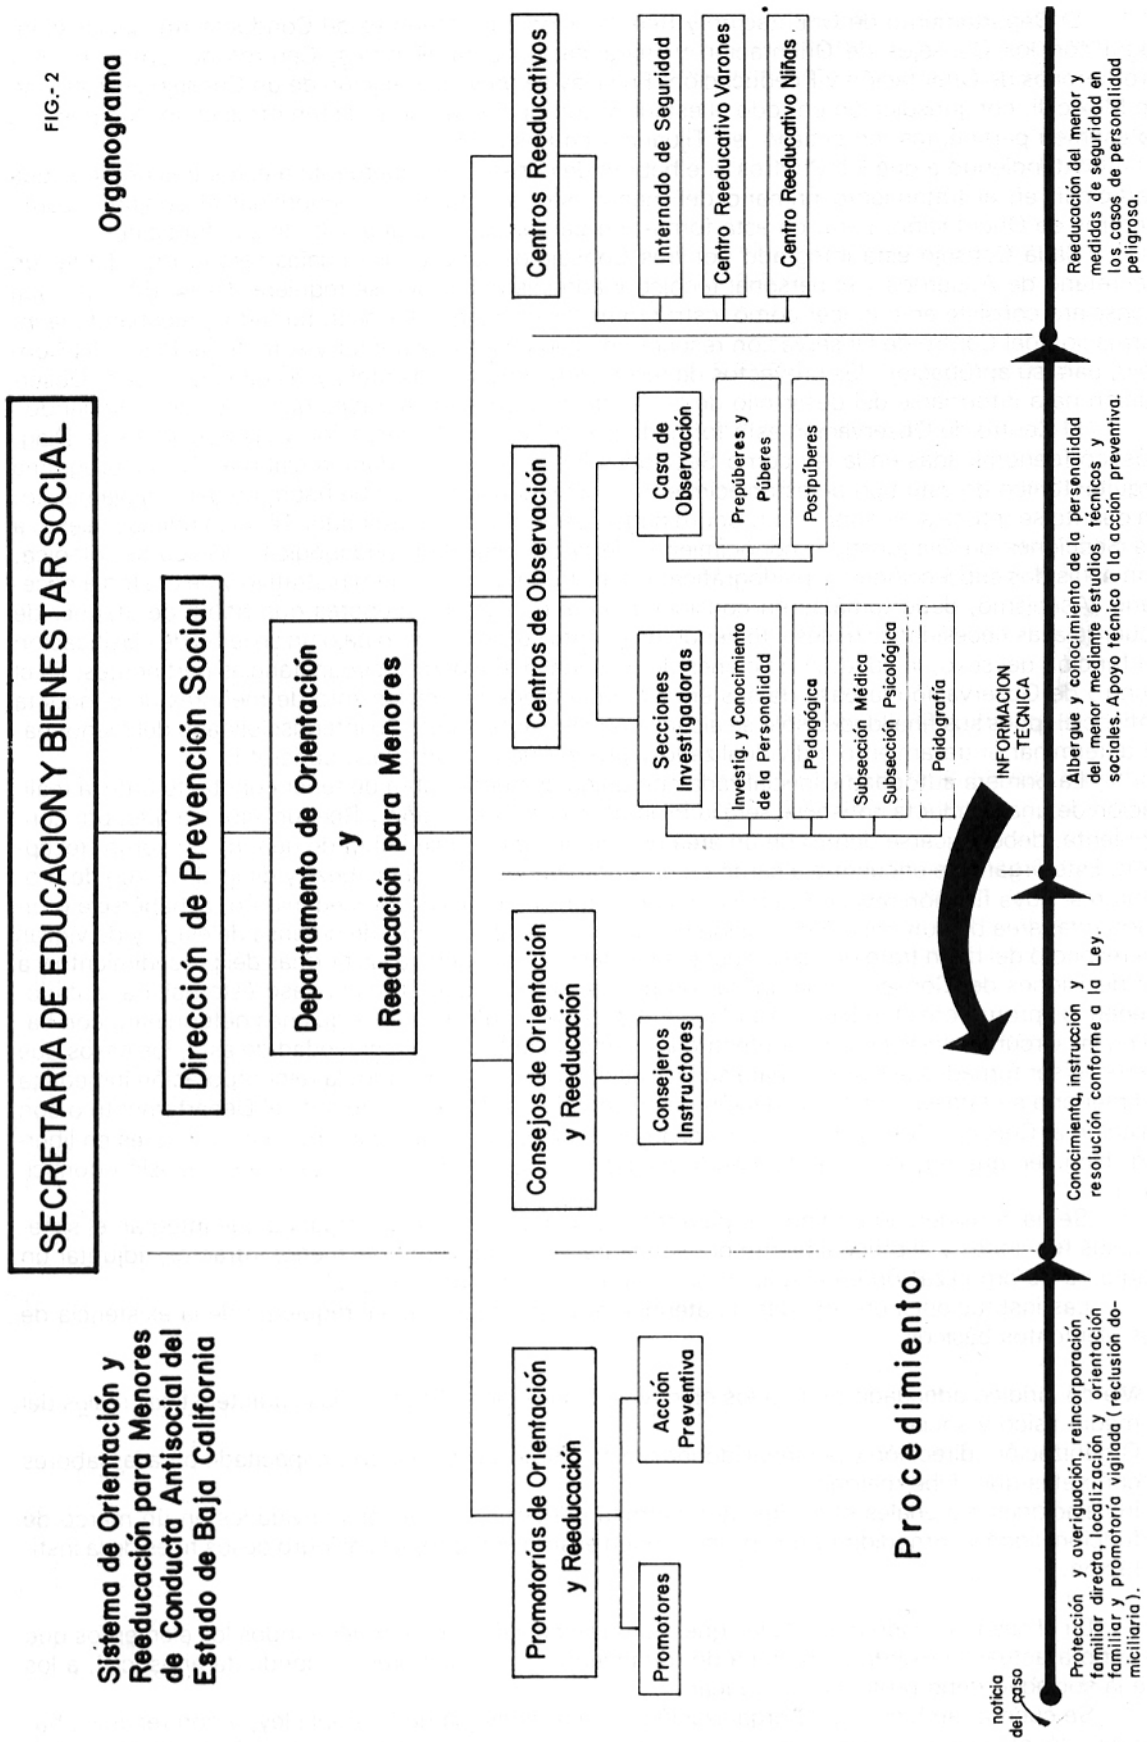 FIG.- 2
Organograma
Sistema de Orientación y
Reeducación para Menores
de Conducta Antisocial del
Estado de Baja California
SECRETARIA DE EDUCACION Y BIENESTAR SOCIAL
Dirección de Prevención Social
Departamento de Orientación
y
Reeducación para Menores
Promotorías de Orientación
y Reeducación
Promotores
Acción
Preventiva
Consejos de Orientación
y Reeducación
Consejeros
Instructores
Centros de Observación
Secciones
Investigadoras
Investig. y Conocimiento
de la Personalidad
Pedagógica
Subsección Médica
Subsección Psicológica
Paidografía
Casa de
Observación
Prepúberes y
Púberes
Postpúberes
Centros Reeducativos
Internado de Seguridad
Centro Reeducativo Varones
Centro Reeducativo Niñas
Procedimiento
INFORMACION
TÉCNICA
noticia
del caso
Protección y averiguación, reincorporación
familiar directa, localización y orientación
familiar y promotoría vigilada (reclusión do-
miciliaria).
Conocimiento, instrucción y
resolución conforme a la Ley.
Albergue y conocimiento de la personalidad
del menor mediante estudios técnicos y
sociales. Apoyo técnico a la acción preventiva.
Reeducación del menor y
medidas de seguridad en
los casos de personalidad
peligrosa.